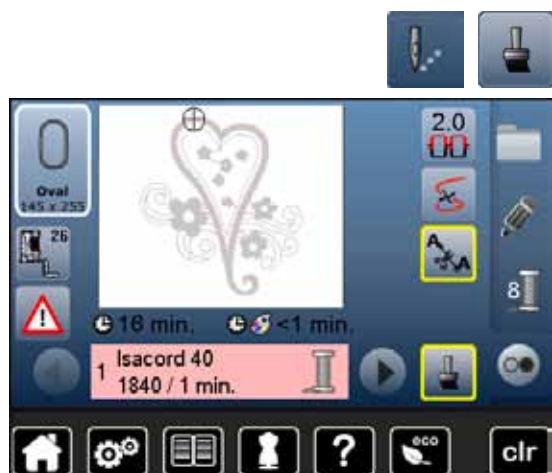 2.0
Oval
145 x 255
26
A
A
8
16 min.
<1 min.
1
Isacord 40
1840 / 1 min.
?
eco
clr